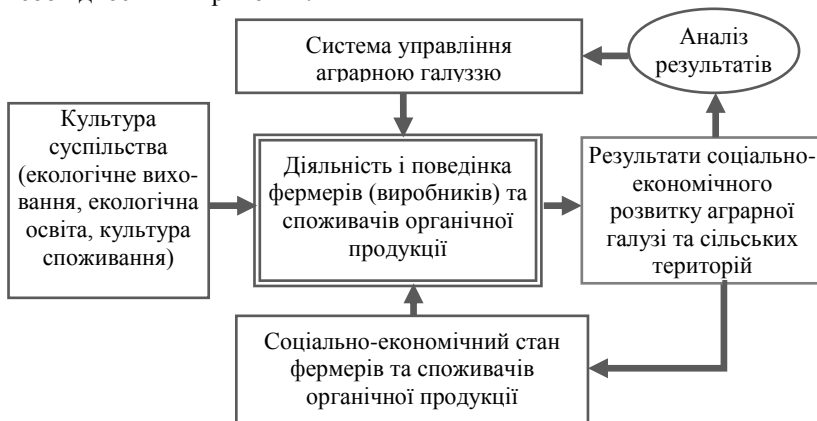 Система управління
аграрною галуззю
Аналіз
результатів
Культура
суспільства
(екологічне вихо-
вання, екологічна
освіта, культура
споживання)
Діяльність і поведінка
фермерів (виробників) та
споживачів органічної
продукції
Результати соціально-
економічного
розвитку аграрної
галузі та сільських
територій
Соціально-економічний стан
фермерів та споживачів
органічної продукції